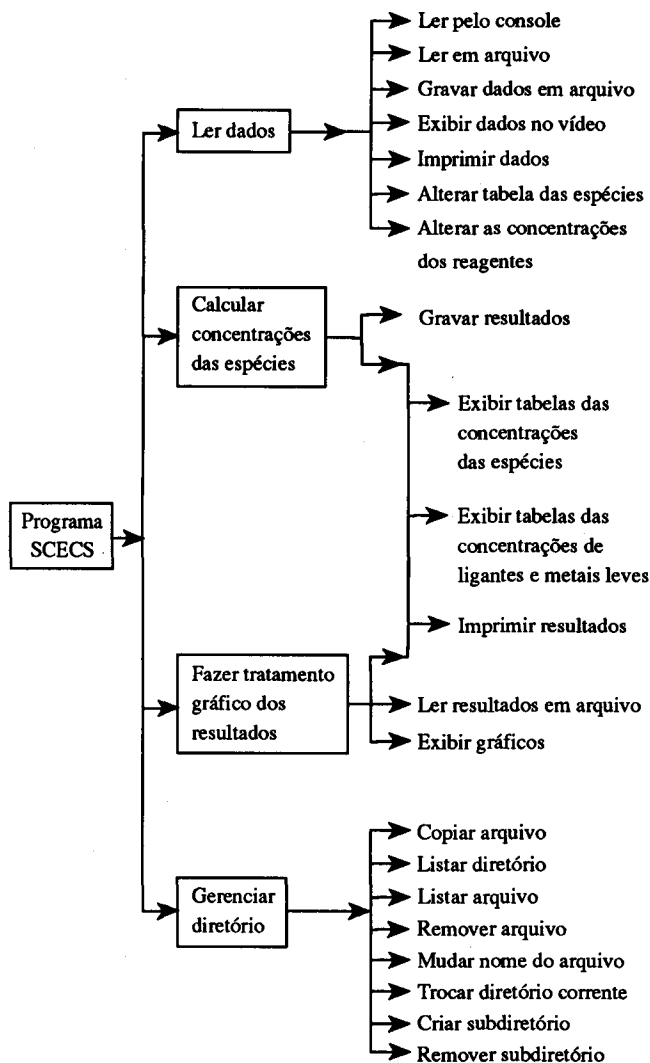 Programa
SCECS
Ler dados
Ler pelo console
Ler em arquivo
Gravar dados em arquivo
Exibir dados no vídeo
Imprimir dados
Alterar tabela das espécies
Alterar as concentrações
dos reagentes
Calcular
concentrações
das espécies
Gravar resultados
Exibir tabelas das
concentrações
das espécies
Exibir tabelas das
concentrações de
ligantes e metais leves
Imprimir resultados
Fazer tratamento
gráfico dos
resultados
Ler resultados em arquivo
Exibir gráficos
Gerenciar
diretório
Copiar arquivo
Listar diretório
Listar arquivo
Remover arquivo
Mudar nome do arquivo
Trocar diretório corrente
Criar subdiretório
Remover subdiretório